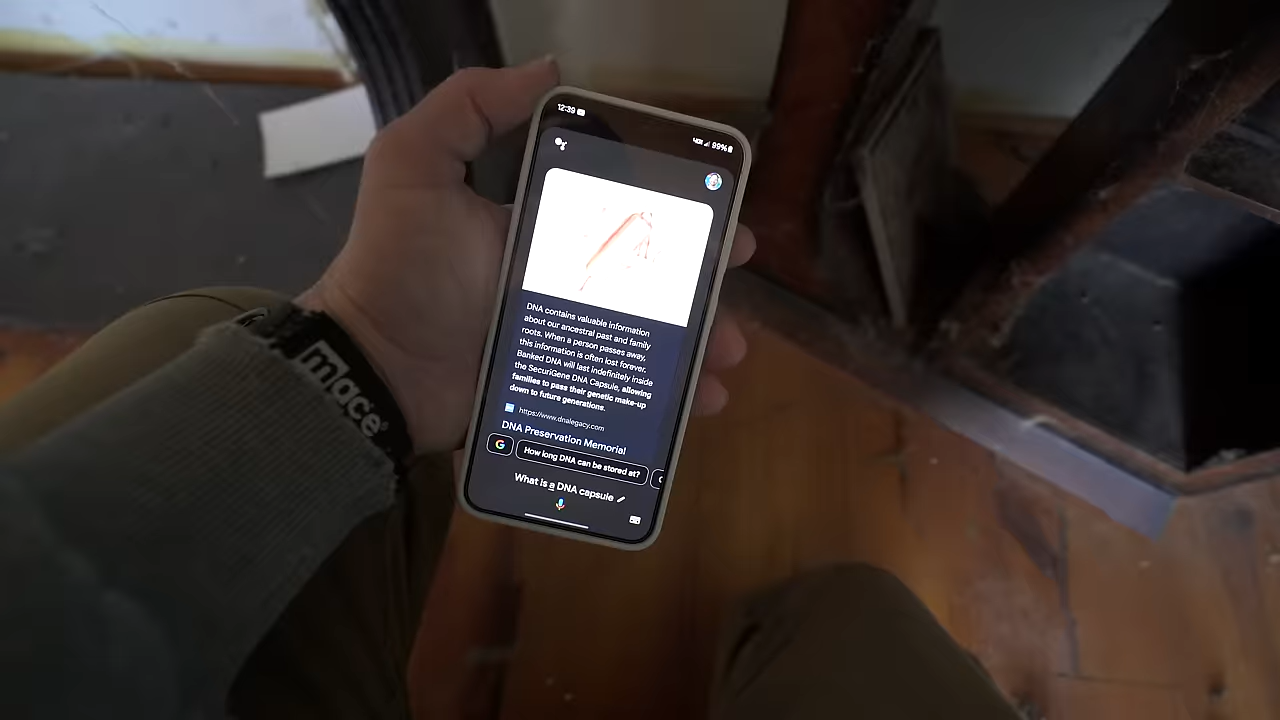 12:39
99%
DNA contains valuable information
about our ancestral past and family
roots. When a person passes away,
this information is often lost forever.
Banked DNA will last indefinitely inside
the SecuriGene DNA Capsule, allowing
families to pass their genetic make-up
down to future generations.
https://www.dnalegacy.com
DNA Preservation Memorial
G
How long DNA can be stored at?
What is a DNA capsule
mace